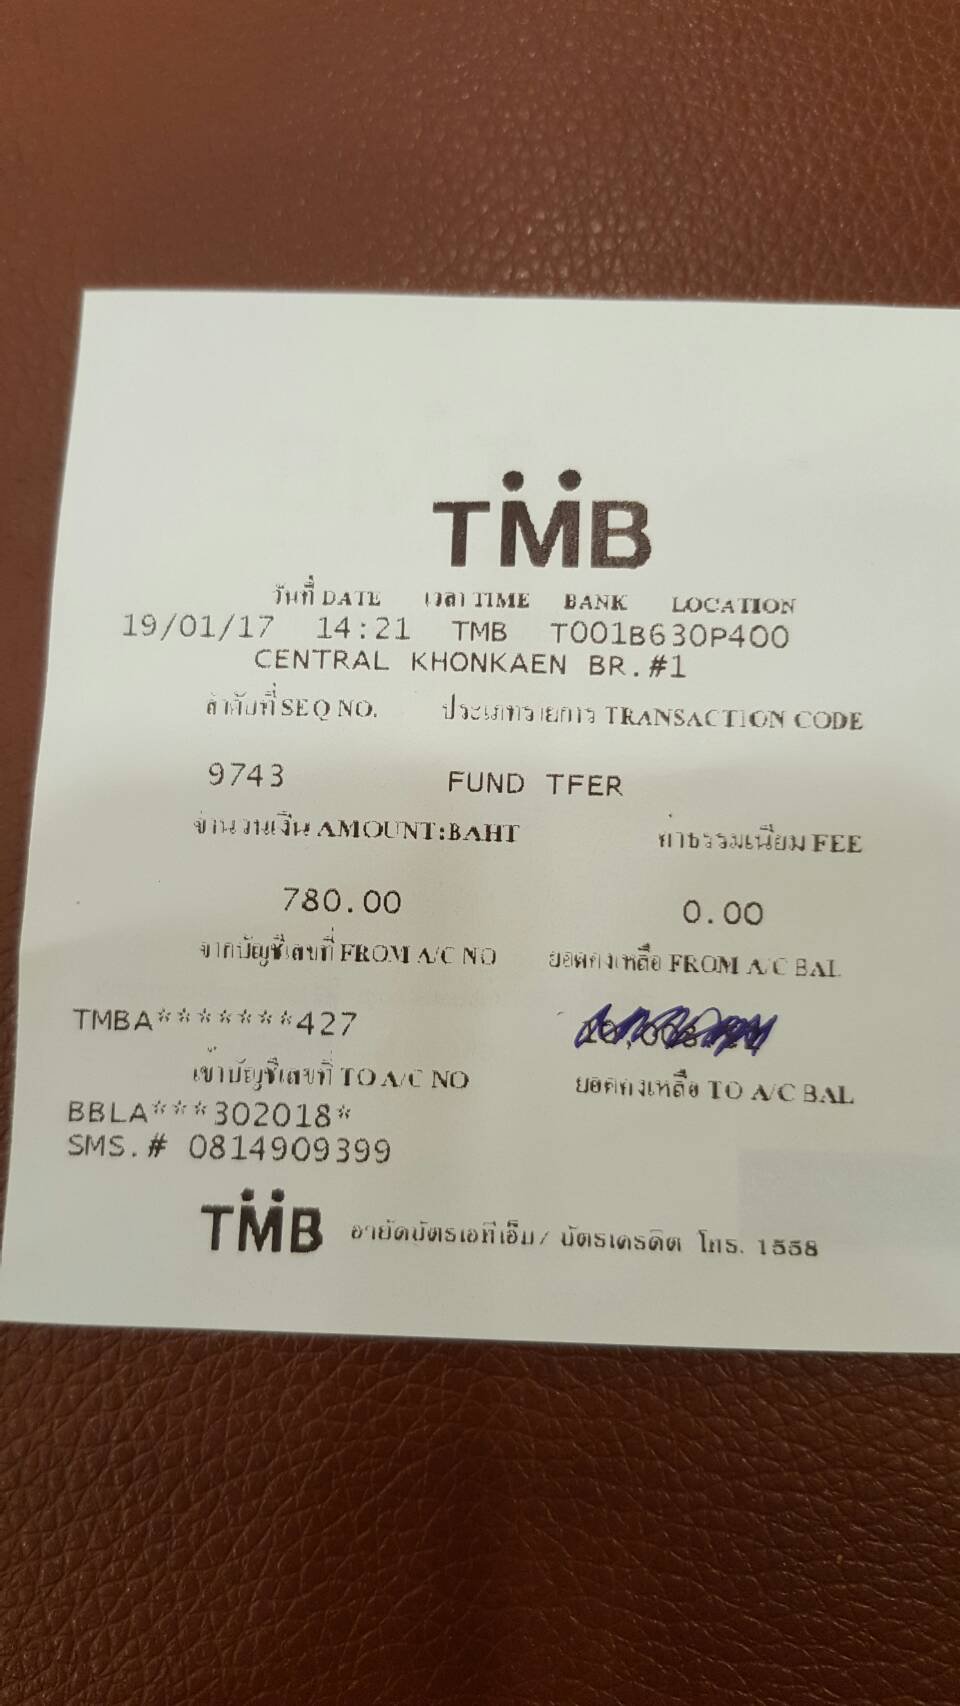 TMB
วันที่ DATE เวลา TIME BANK LOCATION
19/01/17 14:21 TMB T001B630P400
CENTRAL KHONKAEN BR.#1
ลำดับที่ SEQ NO. ประเภทรายการ TRANSACTION CODE
9743 FUND TFER
จำนวนเงิน AMOUNT:BAHT ค่าธรรมเนียม FEE
780.00 0.00
จากบัญชีเลขที่ FROM A/C NO ยอดคงเหลือ FROM A/C BAL
TMBA*******427
เข้าบัญชีเลขที่ TO A/C NO ยอดคงเหลือ TO A/C BAL
BBLA***302018*
SMS.# 0814909399
TMB อายัดบัตรเอทีเอ็ม/ บัตรเครดิต โทร. 1558